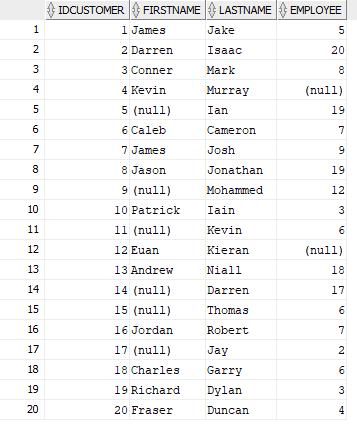 IDCUSTOMER FIRSTNAME LASTNAME EMPLOYEE
1 1 James Jake 5
2 2 Darren Isaac 20
3 3 Conner Mark 8
4 4 Kevin Murray (null)
5 5 (null) Ian 19
6 6 Caleb Cameron 7
7 7 James Josh 9
8 8 Jason Jonathan 19
9 9 (null) Mohammed 12
10 10 Patrick Iain 3
11 11 (null) Kevin 6
12 12 Euan Kieran (null)
13 13 Andrew Niall 18
14 14 (null) Darren 17
15 15 (null) Thomas 6
16 16 Jordan Robert 7
17 17 (null) Jay 2
18 18 Charles Garry 6
19 19 Richard Dylan 3
20 20 Fraser Duncan 4